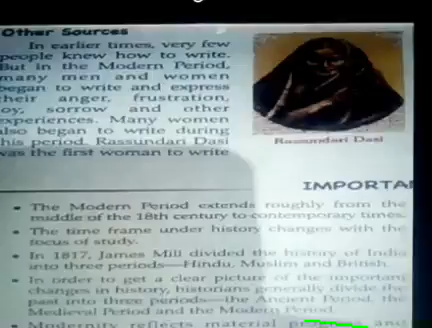 Other Sources
In earlier times, very few
people knew how to write.
But in the Modern Period,
many men and women
began to write and express
their anger, frustration,
joy, sorrow and other
experiences. Many women
also began to write during
this period. Rassundari Dasi
was the first woman to write
Rassundari Dasi
IMPORTA
• The Modern Period extends roughly from the
middle of the 18th century to contemporary times.
• The time frame under history changes with the
focus of study.
• In 1817, James Mill divided the history of India
into three periods—Hindu, Muslim and British.
• In order to get a clear picture of the important
changes in history, historians generally divide the
past into three periods—the Ancient Period, the
Medieval Period and the Modern Period.
• Modernity reflects material and